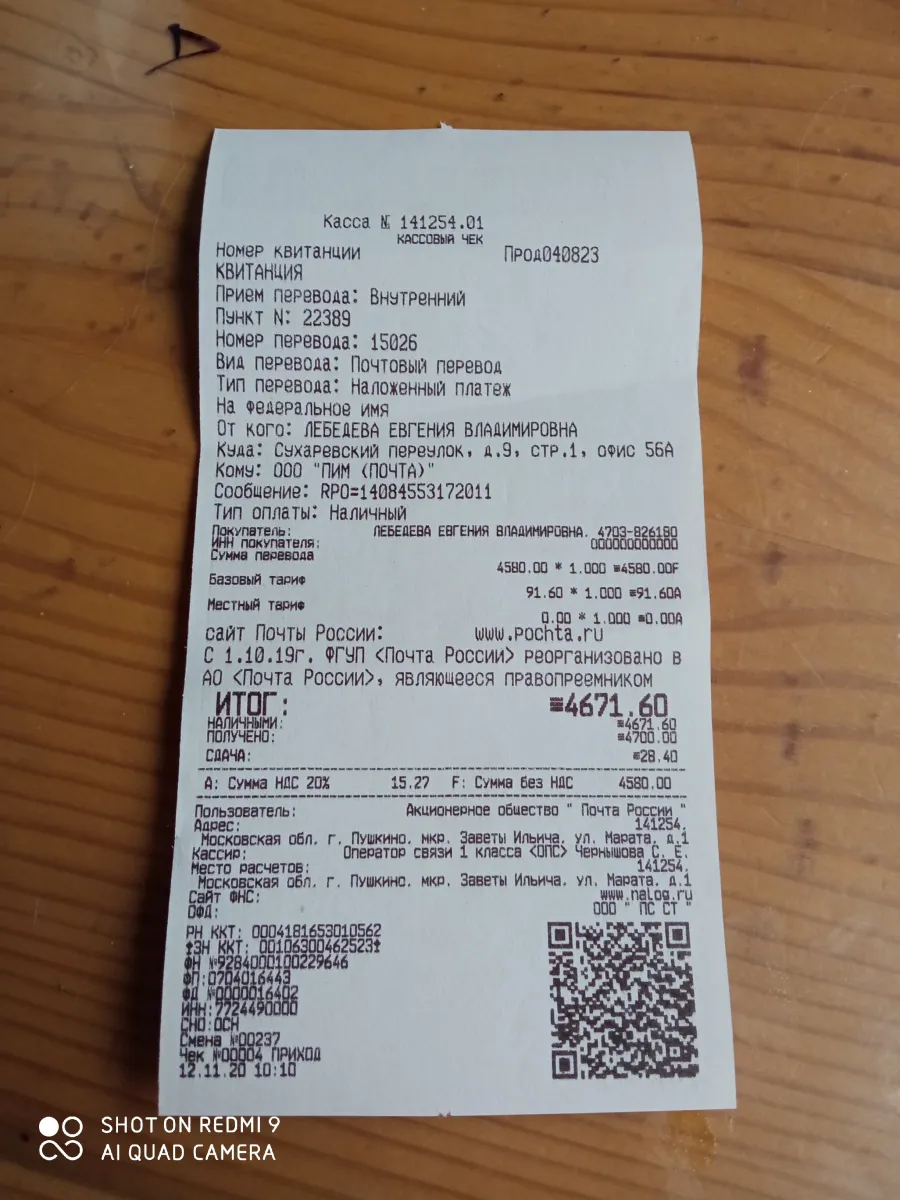 Касса № 141254.01
КАССОВЫЙ ЧЕК
Номер квитанции Прод040823
КВИТАНЦИЯ
Прием перевода: Внутренний
Пункт N: 22389
Номер перевода: 15026
Вид перевода: Почтовый перевод
Тип перевода: Наложенный платеж
На федеральное имя
От кого: ЛЕБЕДЕВА ЕВГЕНИЯ ВЛАДИМИРОВНА
Куда: Сухаревский переулок, д.9, стр.1, офис 56А
Кому: ООО "ПИМ (ПОЧТА)"
Сообщение: RPO=14084553172011
Тип оплаты: Наличный
Покупатель: ЛЕБЕДЕВА ЕВГЕНИЯ ВЛАДИМИРОВНА. 4703-826180
ИНН покупателя: 000000000000
Сумма перевода
4580.00 * 1.000 ≡4580.00F
Базовый тариф
91.60 * 1.000 ≡91.60А
Местный тариф
0.00 * 1.000 ≡0.00А
сайт Почты России: www.pochta.ru
С 1.10.19г. ФГУП <Почта России> реорганизовано в
АО <Почта России>, являющееся правопреемником
ИТОГ: ≡4671.60
НАЛИЧНЫМИ: ≡4671.60
ПОЛУЧЕНО: ≡4700.00
СДАЧА: ≡28.40
А: Сумма НДС 20% 15.27 F: Сумма без НДС 4580.00
Пользователь: Акционерное общество " Почта России "
Адрес: 141254,
Московская обл. г. Пушкино, мкр. Заветы Ильича, ул. Марата, д.1
Кассир: Оператор связи 1 класса <ОПС> Чернышова С. Е.
Место расчетов: 141254,
Московская обл. г. Пушкино, мкр. Заветы Ильича, ул. Марата, д.1
Сайт ФНС: www.nalog.ru
ОФД: ООО " ПС СТ "
РН ККТ: 0004181653010562
ЗН ККТ: 00106300462523
ФН №9284000100229646
ФП:0704016443
ФД №0000016402
ИНН:7724490000
СНО:ОСН
Смена №00237
Чек №00004 ПРИХОД
12.11.20 10:10
SHOT ON REDMI 9
AI QUAD CAMERA